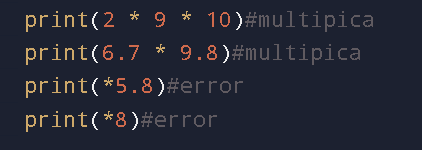 print(2 * 9 * 10)#multipica
print(6.7 * 9.8)#multipica
print(*5.8)#error
print(*8)#error